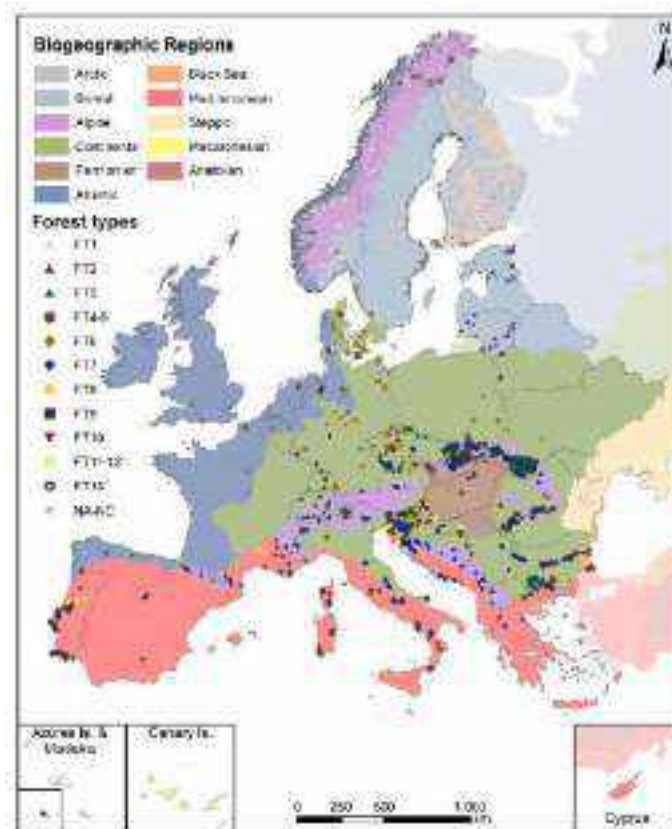 N
Biogeographic Regions
Arctic
Black Sea
Boreal
Mediterranean
Alpine
Steppic
Continental
Macaronesian
Pannonian
Anatolian
Atlantic
Forest types
FT1
FT2
FT3
FT4-5
FT6
FT7
FT8
FT9
FT10
FT11-12
NA-NC
Azores Is. &
Madeira
Canary Is.
0 250 500 1.000
km
Cyprus